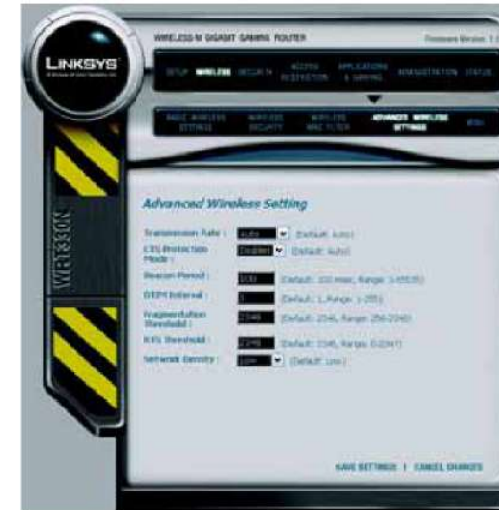 WIRELESS-N GIGABIT GAMING ROUTER
Firmware Version:
LINKSYS
SETUP WIRELESS SECURITY ACCESS RESTRICTION APPLICATIONS & GAMING ADMINISTRATION STATUS
BASIC WIRELESS SETTINGS WIRELESS SECURITY WIRELESS MAC FILTER ADVANCED WIRELESS SETTINGS
WRT330N
Advanced Wireless Setting
Transmission Rate : Auto (Default: Auto)
CTS Protection Mode : Disabled (Default: Auto)
Beacon Period : (Default: 100 msec, Range: 1-65535)
DTIM Interval : (Default: 1, Range: 1-255)
Fragmentation Threshold : 2346 (Default: 2346, Range: 256-2346)
RTS Threshold : (Default: 2346, Range: 0-2347)
Network Density : Low (Default: Low)
SAVE SETTINGS | CANCEL CHANGES